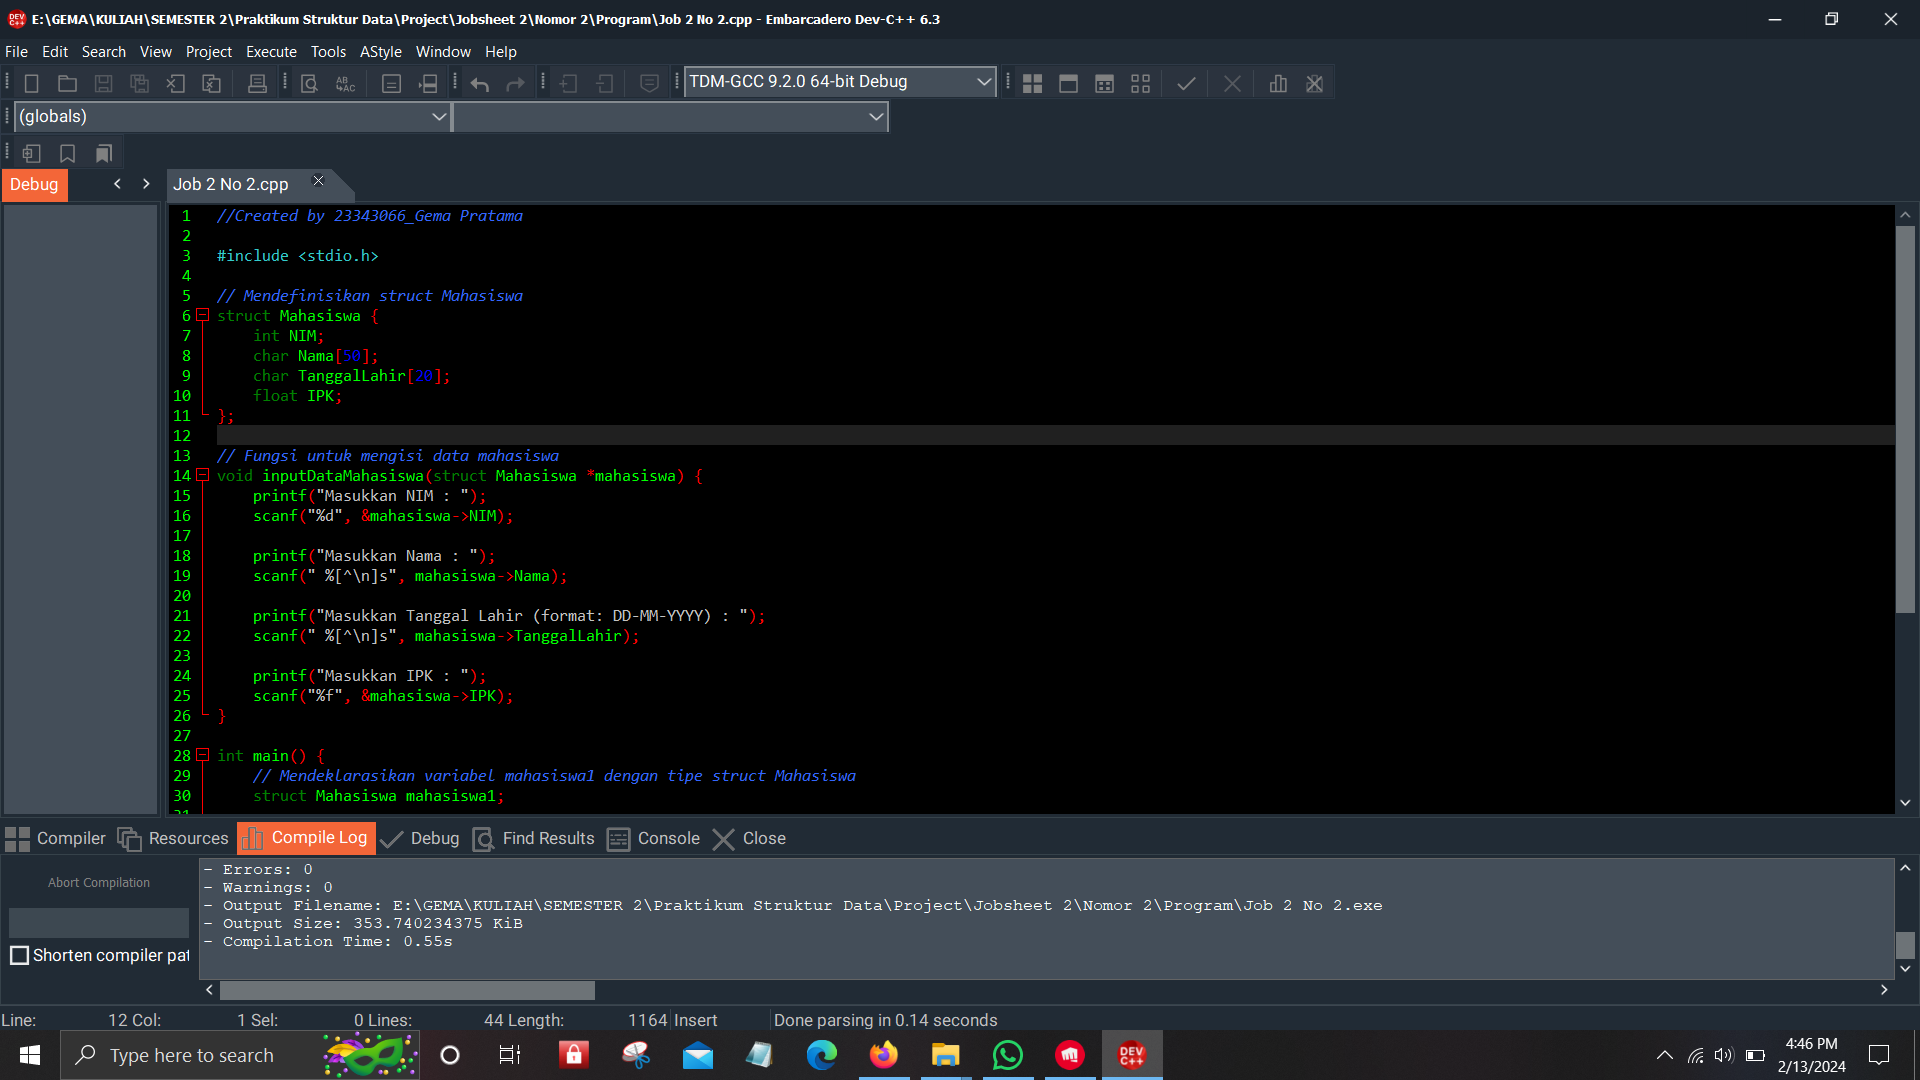 E:\GEMA\KULIAH\SEMESTER 2\Praktikum Struktur Data\Project\Jobsheet 2\Nomor 2\Program\Job 2 No 2.cpp - Embarcadero Dev-C++ 6.3
File Edit Search View Project Execute Tools AStyle Window Help
TDM-GCC 9.2.0 64-bit Debug
(globals)
Debug
Job 2 No 2.cpp
1 //Created by 23343066_Gema Pratama
2
3 #include <stdio.h>
4
5 // Mendefinisikan struct Mahasiswa
6 struct Mahasiswa {
7 int NIM;
8 char Nama[50];
9 char TanggalLahir[20];
10 float IPK;
11 };
12
13 // Fungsi untuk mengisi data mahasiswa
14 void inputDataMahasiswa(struct Mahasiswa *mahasiswa) {
15 printf("Masukkan NIM : ");
16 scanf("%d", &mahasiswa->NIM);
17
18 printf("Masukkan Nama : ");
19 scanf(" %[^\n]s", mahasiswa->Nama);
20
21 printf("Masukkan Tanggal Lahir (format: DD-MM-YYYY) : ");
22 scanf(" %[^\n]s", mahasiswa->TanggalLahir);
23
24 printf("Masukkan IPK : ");
25 scanf("%f", &mahasiswa->IPK);
26 }
27
28 int main() {
29 // Mendeklarasikan variabel mahasiswa1 dengan tipe struct Mahasiswa
30 struct Mahasiswa mahasiswa1;
31
Compiler Resources Compile Log Debug Find Results Console Close
Abort Compilation
Shorten compiler pat
- Errors: 0
- Warnings: 0
- Output Filename: E:\GEMA\KULIAH\SEMESTER 2\Praktikum Struktur Data\Project\Jobsheet 2\Nomor 2\Program\Job 2 No 2.exe
- Output Size: 353.740234375 KiB
- Compilation Time: 0.55s
Line: 12 Col: 1 Sel: 0 Lines: 44 Length: 1164 Insert Done parsing in 0.14 seconds
Type here to search
DEV C++
4:46 PM
2/13/2024